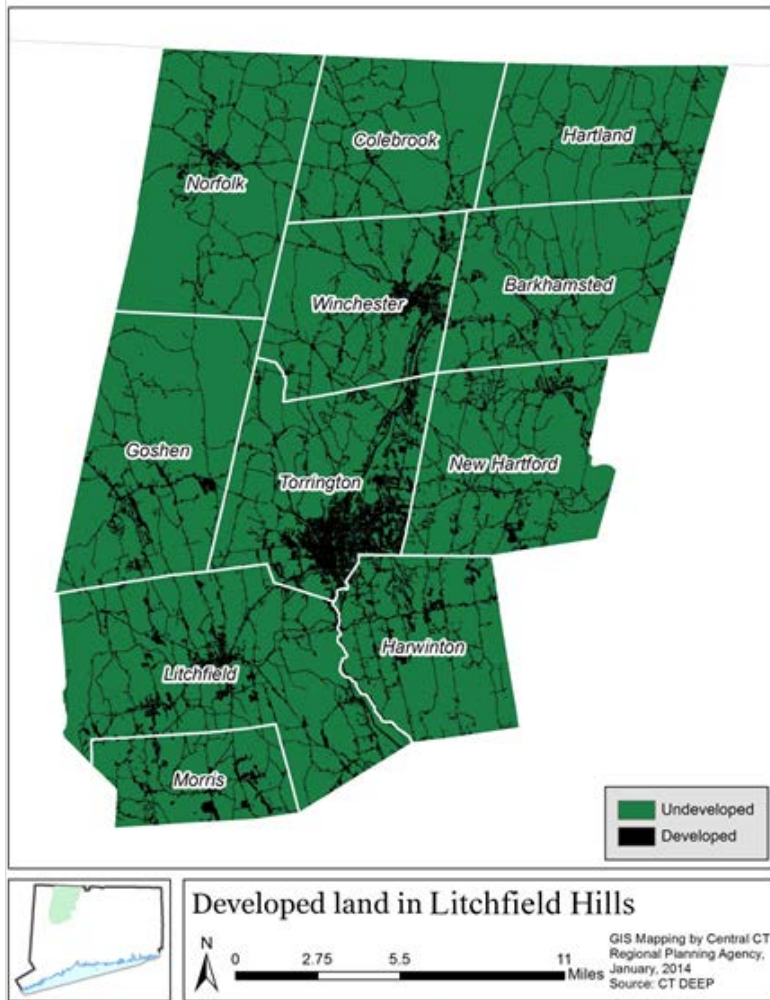 Colebrook
Hartland
Norfolk
Winchester
Barkhamsted
Goshen
Torrington
New Hartford
Litchfield
Harwinton
Morris
Undeveloped
Developed
Developed land in Litchfield Hills
N
0 2.75 5.5 11
Miles
GIS Mapping by Central CT
Regional Planning Agency,
January, 2014
Source: CT DEEP